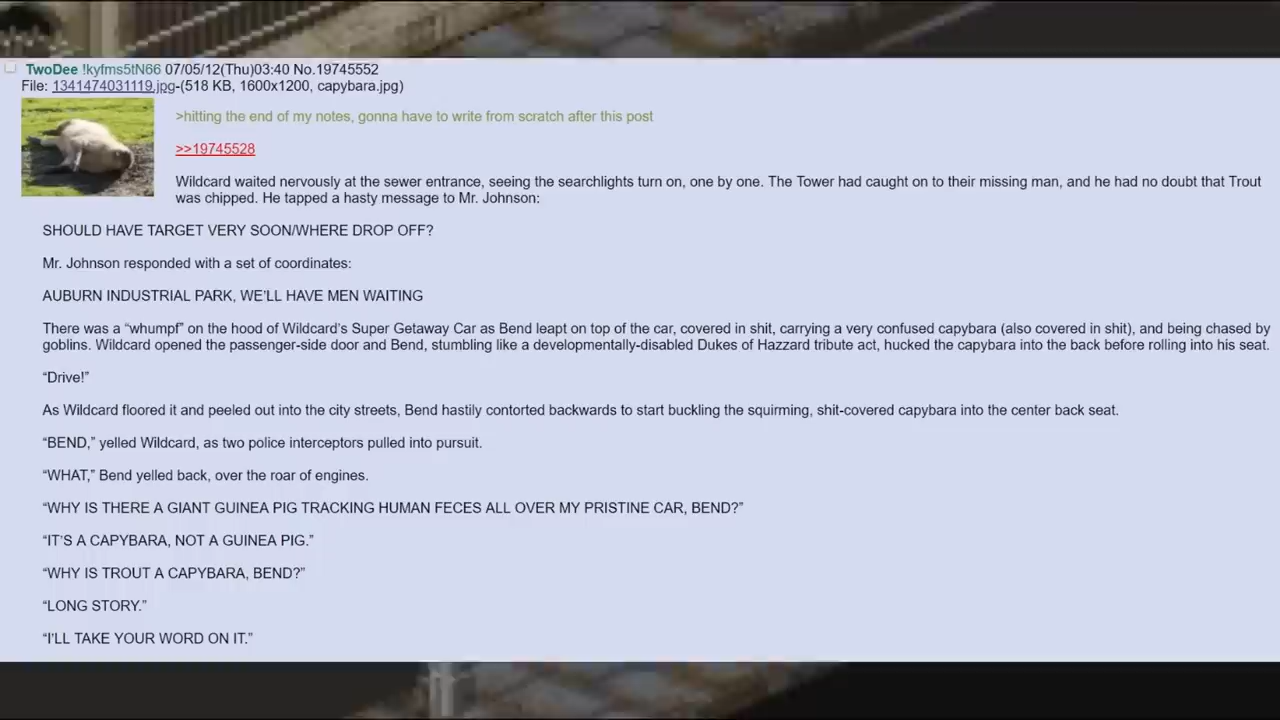 TwoDee !kyfms5tN66 07/05/12(Thu)03:40 No.19745552
File: 1341474031119.jpg-(518 KB, 1600x1200, capybara.jpg)
>hitting the end of my notes, gonna have to write from scratch after this post
>>19745528
Wildcard waited nervously at the sewer entrance, seeing the searchlights turn on, one by one. The Tower had caught on to their missing man, and he had no doubt that Trout
was chipped. He tapped a hasty message to Mr. Johnson:
SHOULD HAVE TARGET VERY SOON/WHERE DROP OFF?
Mr. Johnson responded with a set of coordinates:
AUBURN INDUSTRIAL PARK, WE’LL HAVE MEN WAITING
There was a “whumpf” on the hood of Wildcard’s Super Getaway Car as Bend leapt on top of the car, covered in shit, carrying a very confused capybara (also covered in shit), and being chased by
goblins. Wildcard opened the passenger-side door and Bend, stumbling like a developmentally-disabled Dukes of Hazzard tribute act, hucked the capybara into the back before rolling into his seat.
“Drive!”
As Wildcard floored it and peeled out into the city streets, Bend hastily contorted backwards to start buckling the squirming, shit-covered capybara into the center back seat.
“BEND,” yelled Wildcard, as two police interceptors pulled into pursuit.
“WHAT,” Bend yelled back, over the roar of engines.
“WHY IS THERE A GIANT GUINEA PIG TRACKING HUMAN FECES ALL OVER MY PRISTINE CAR, BEND?”
“IT’S A CAPYBARA, NOT A GUINEA PIG.”
“WHY IS TROUT A CAPYBARA, BEND?”
“LONG STORY.”
“I’LL TAKE YOUR WORD ON IT.”